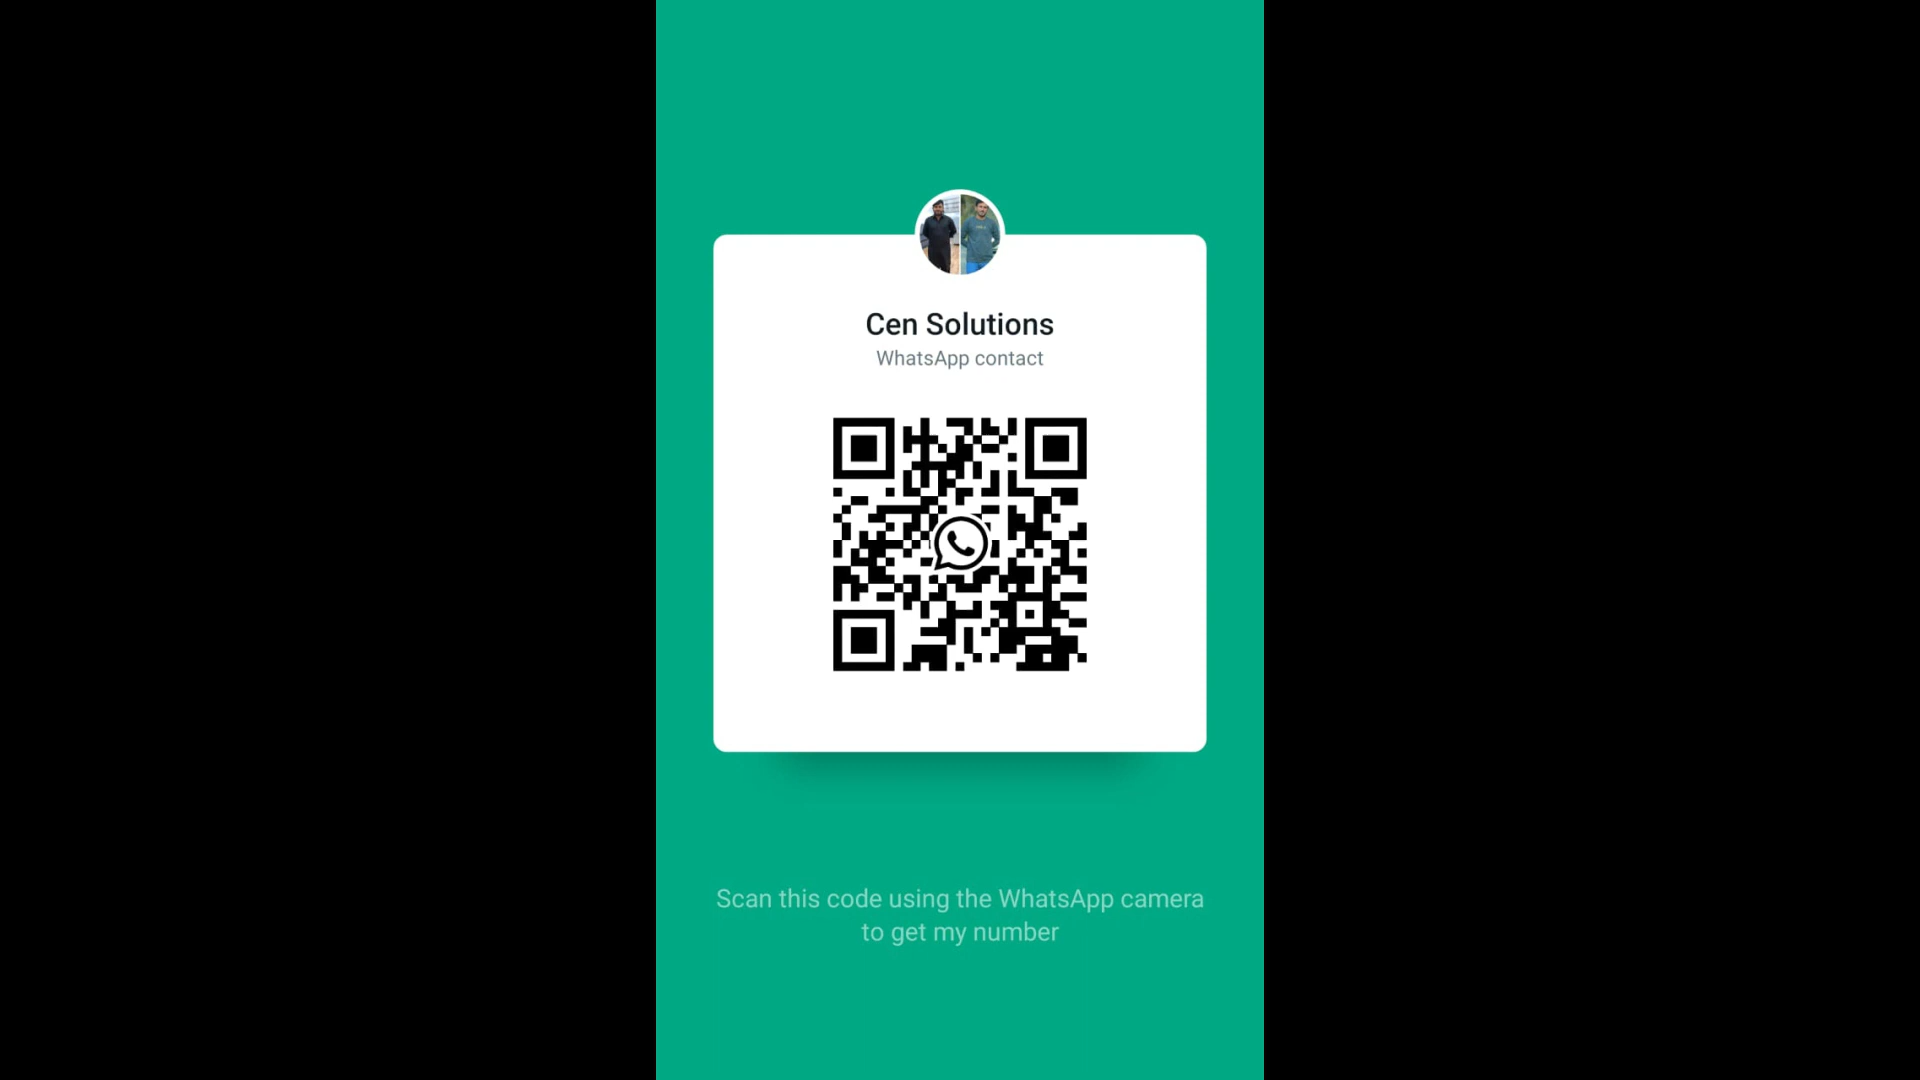 Cen Solutions
WhatsApp contact
Scan this code using the WhatsApp camera
to get my number